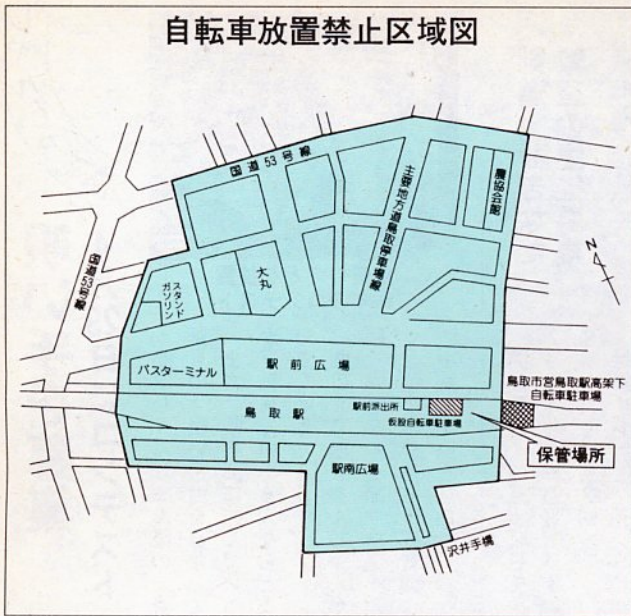 自転車放置禁止区域図
国道53号線
主要地方道鳥取停車場線
農協会館
N
国道53号線
ガソリン
スタンド
大丸
バスターミナル
駅前広場
鳥取市営鳥取駅高架下
自転車駐車場
鳥取駅
駅前派出所
仮設自転車駐車場
保管場所
駅南広場
沢井手橋